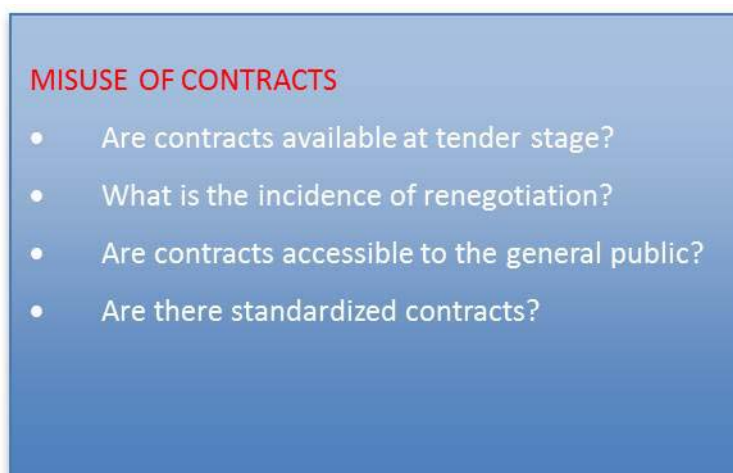 MISUSE OF CONTRACTS
• Are contracts available at tender stage?
• What is the incidence of renegotiation?
• Are contracts accessible to the general public?
• Are there standardized contracts?